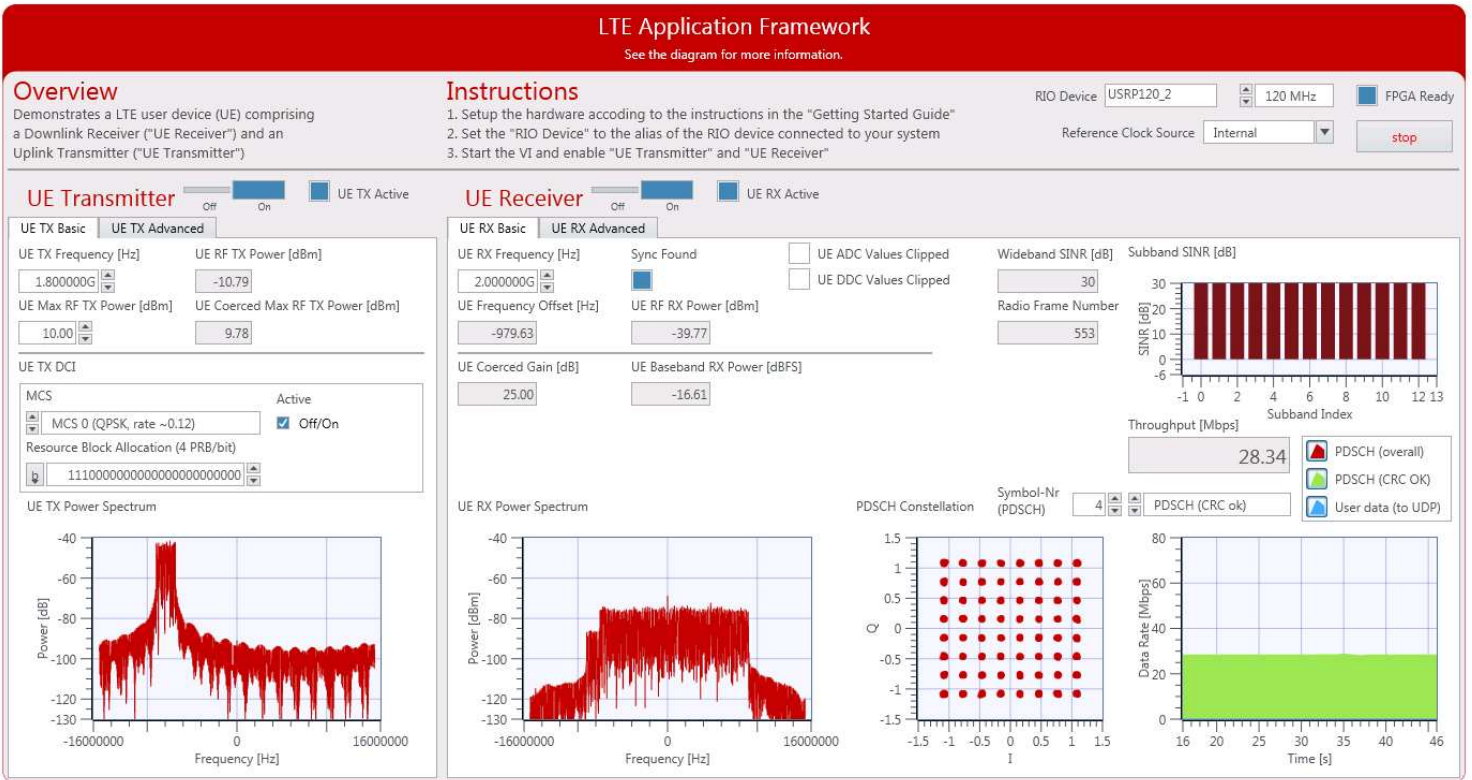 LTE Application Framework
See the diagram for more information.
Overview
Demonstrates a LTE user device (UE) comprising
a Downlink Receiver ("UE Receiver") and an
Uplink Transmitter ("UE Transmitter")
Instructions
1. Setup the hardware accoding to the instructions in the "Getting Started Guide"
2. Set the "RIO Device" to the alias of the RIO device connected to your system
3. Start the VI and enable "UE Transmitter" and "UE Receiver"
RIO Device USRP120_2 120 MHz FPGA Ready
Reference Clock Source Internal stop
UE Transmitter Off On UE TX Active
UE TX Basic UE TX Advanced
UE TX Frequency [Hz] UE RF TX Power [dBm]
1.800000G -10.79
UE Max RF TX Power [dBm] UE Coerced Max RF TX Power [dBm]
10.00 9.78
UE TX DCI
MCS Active
MCS 0 (QPSK, rate ~0.12) Off/On
Resource Block Allocation (4 PRB/bit)
b 1110000000000000000000000
UE TX Power Spectrum
Power [dB]
-40
-60
-80
-100
-120
-130
-16000000 0 16000000
Frequency [Hz]
UE Receiver Off On UE RX Active
UE RX Basic UE RX Advanced
UE RX Frequency [Hz] Sync Found UE ADC Values Clipped
2.000000G UE DDC Values Clipped
UE Frequency Offset [Hz] UE RF RX Power [dBm]
-979.63 -39.77
UE Coerced Gain [dB] UE Baseband RX Power [dBFS]
25.00 -16.61
Wideband SINR [dB]
30
Radio Frame Number
553
Subband SINR [dB]
SINR [dB]
30
20
10
0
-6
-1 0 2 4 6 8 10 12 13
Subband Index
Throughput [Mbps]
28.34
PDSCH (overall)
PDSCH (CRC OK)
User data (to UDP)
UE RX Power Spectrum
Power [dBm]
-40
-60
-80
-100
-120
-130
-16000000 0 16000000
Frequency [Hz]
PDSCH Constellation Symbol-Nr
(PDSCH) 4 PDSCH (CRC ok)
Q
1.5
1
0.5
0
-0.5
-1
-1.5
-1.5 -1 -0.5 0 0.5 1 1.5
I
Data Rate [Mbps]
80
60
40
20
0
16 20 25 30 35 40 46
Time [s]